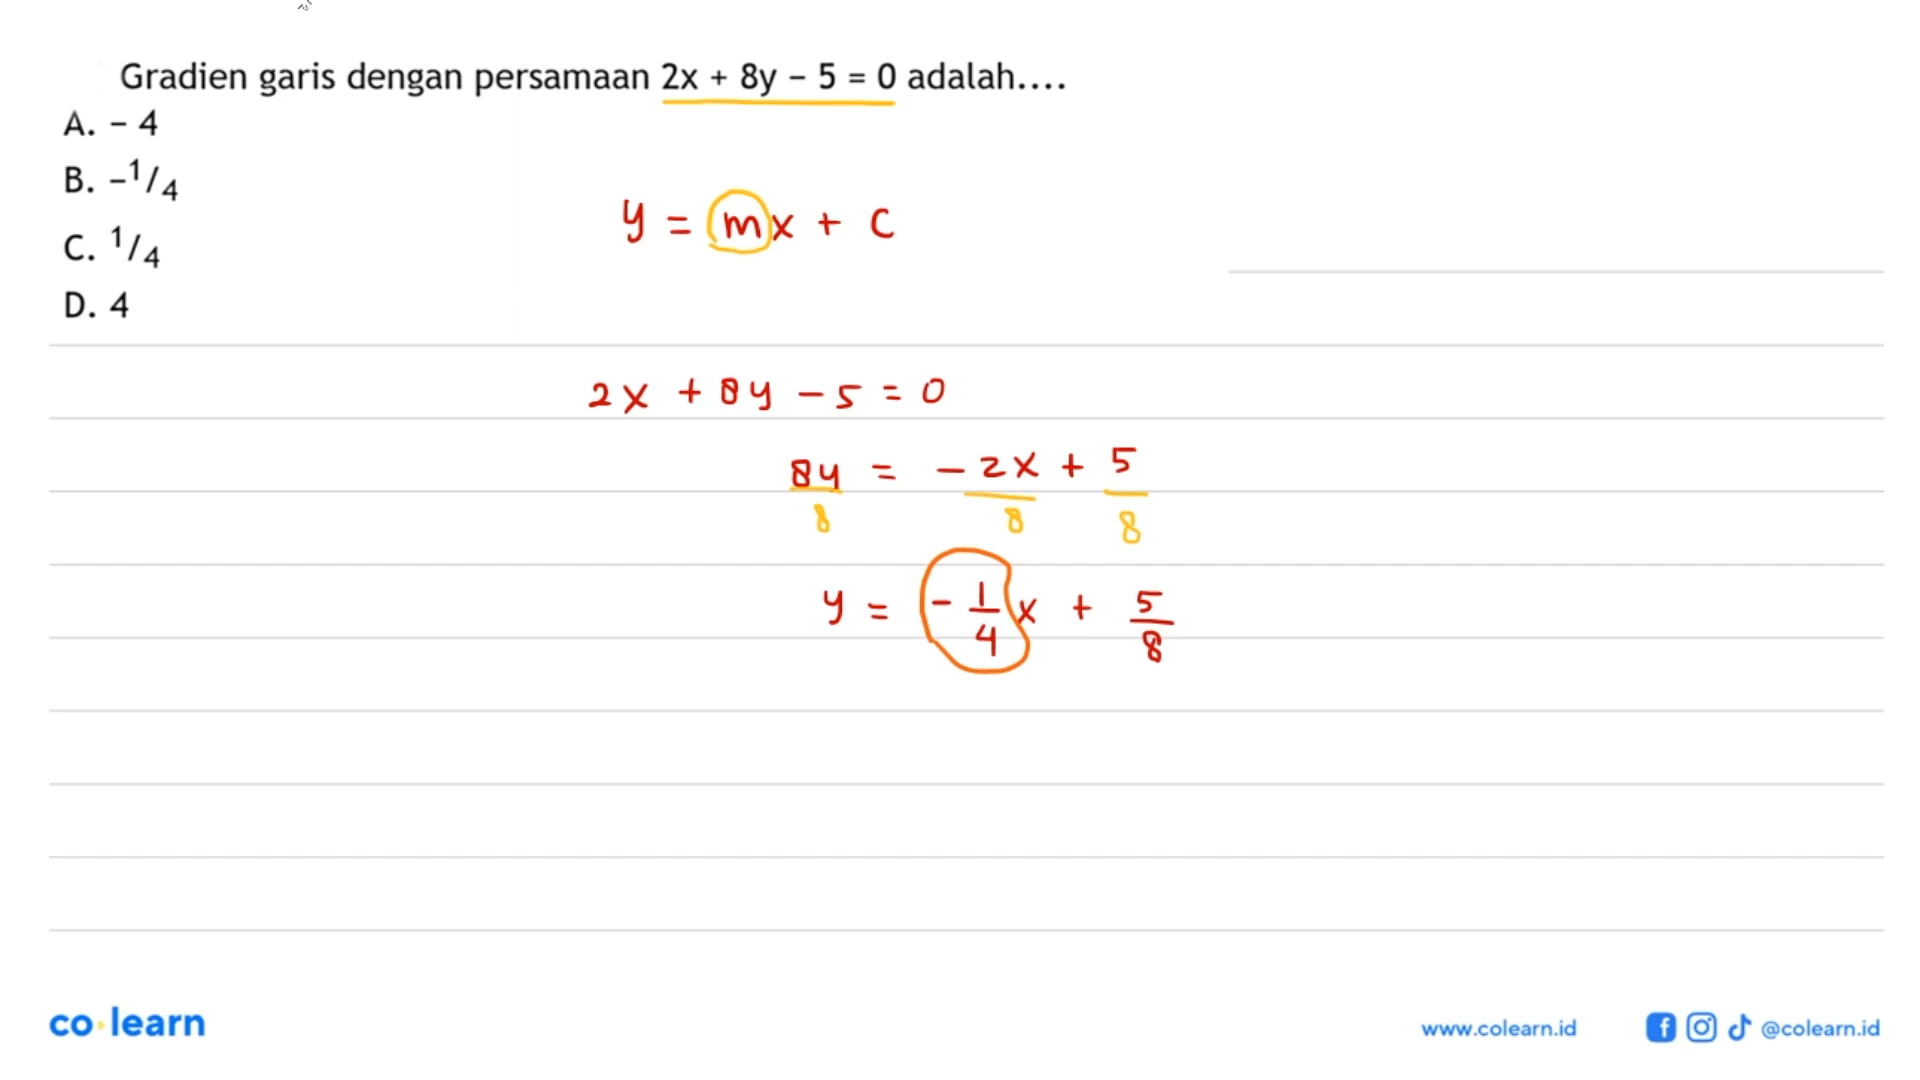 Gradien garis dengan persamaan 2x + 8y – 5 = 0 adalah....
A. – 4
B. –1/4
C. 1/4
D. 4
y = mx + c
2x + 8y – 5 = 0
8y/8 = –2x/8 + 5/8
y = –1/4 x + 5/8
co learn
www.colearn.id @colearn.id